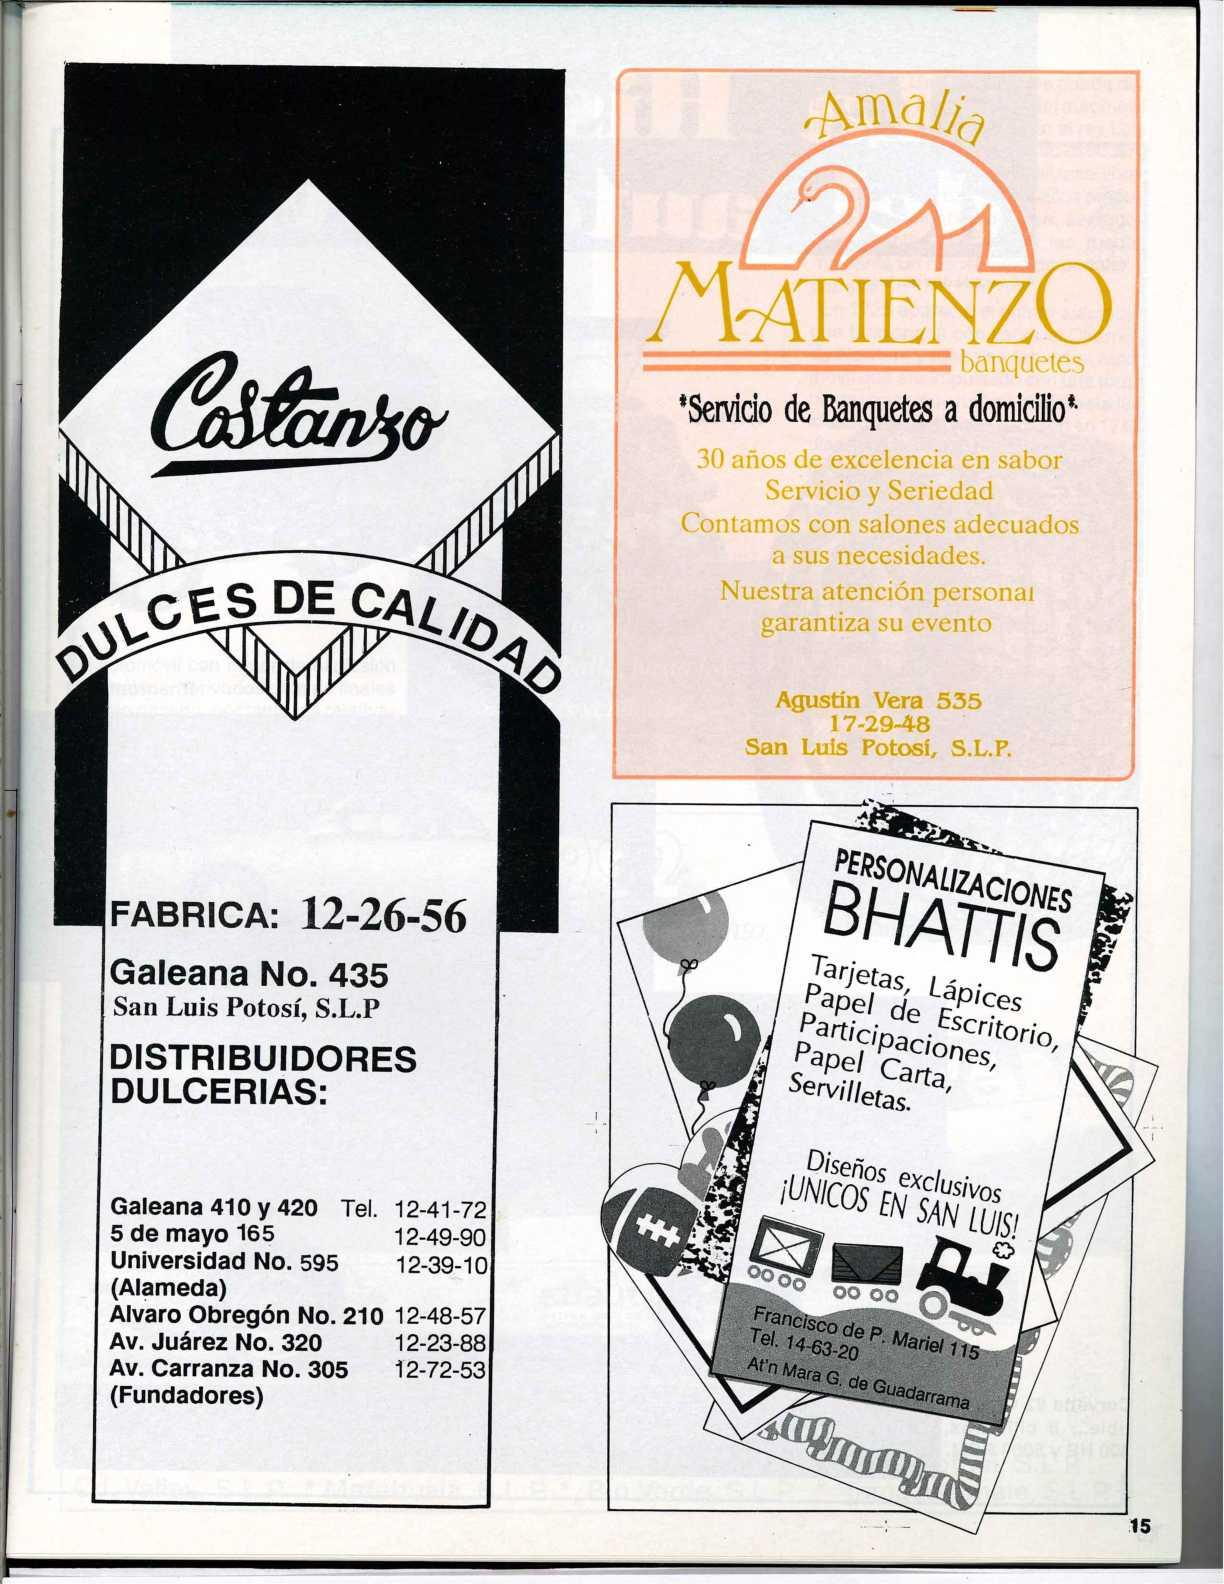 Costanzo
DULCES DE CALIDAD
FABRICA: 12-26-56
Galeana No. 435
San Luis Potosí, S.L.P
DISTRIBUIDORES
DULCERIAS:
Galeana 410 y 420 Tel. 12-41-72
5 de mayo 165 12-49-90
Universidad No. 595 12-39-10
(Alameda)
Alvaro Obregón No. 210 12-48-57
Av. Juárez No. 320 12-23-88
Av. Carranza No. 305 12-72-53
(Fundadores)
Amalia
MATIENZO
banquetes
*Servicio de Banquetes a domicilio*
30 años de excelencia en sabor
Servicio y Seriedad
Contamos con salones adecuados
a sus necesidades.
Nuestra atención personal
garantiza su evento
Agustín Vera 535
17-29-48
San Luis Potosí, S.L.P.
PERSONALIZACIONES
BHATTIS
Tarjetas, Lápices
Papel de Escritorio,
Participaciones,
Papel Carta,
Servilletas.
Diseños exclusivos
¡UNICOS EN SAN LUIS!
Francisco de P. Mariel 115
Tel. 14-63-20
At'n Mara G. de Guadarrama
15